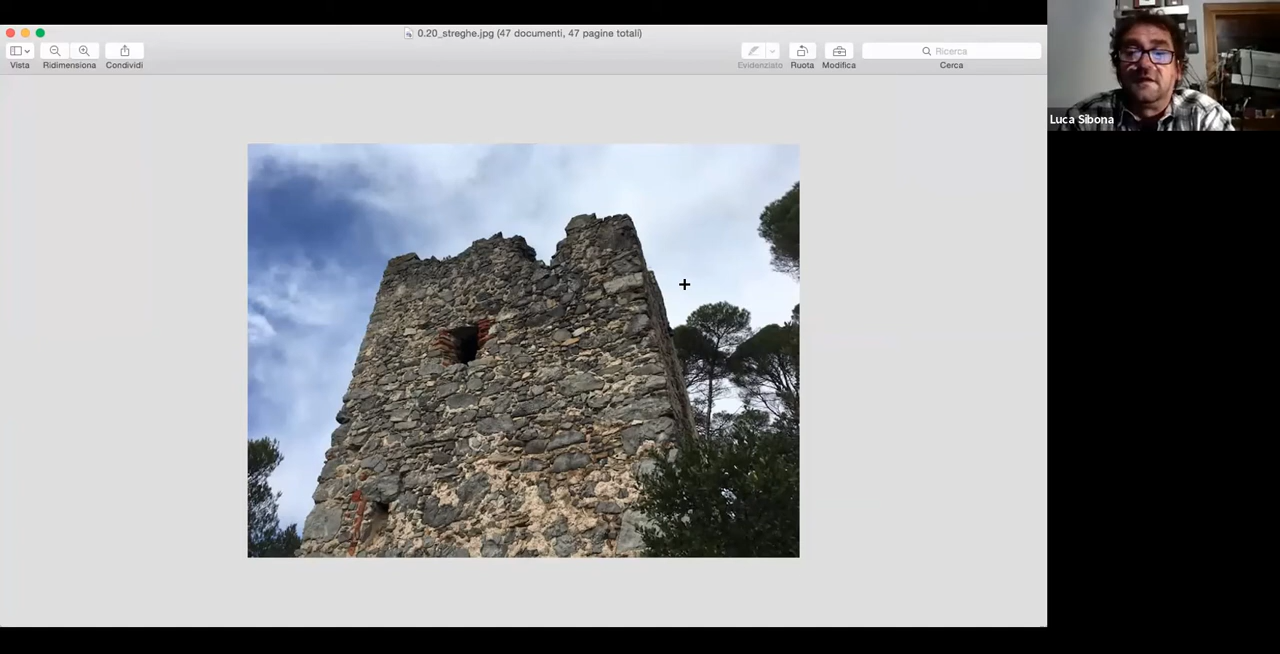 0.20_streghe.jpg (47 documenti, 47 pagine totali)
Ricerca
Vista
Ridimensiona
Condividi
Evidenziato
Ruota
Modifica
Cerca
Luca Sibona